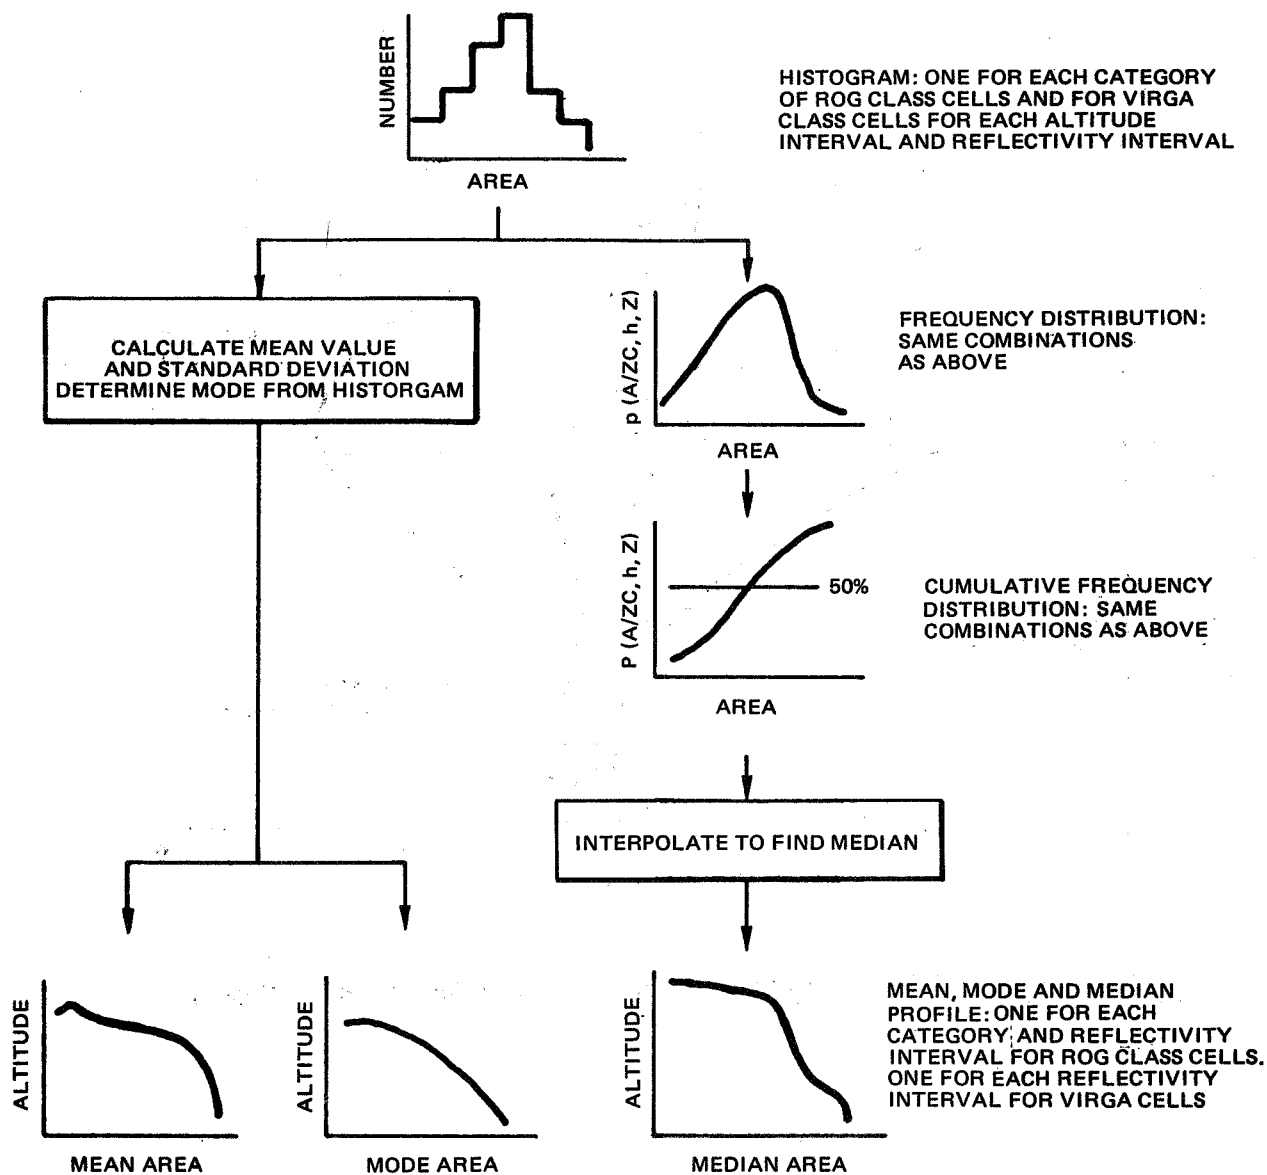 NUMBER
AREA
HISTOGRAM: ONE FOR EACH CATEGORY
OF ROG CLASS CELLS AND FOR VIRGA
CLASS CELLS FOR EACH ALTITUDE
INTERVAL AND REFLECTIVITY INTERVAL
CALCULATE MEAN VALUE
AND STANDARD DEVIATION
DETERMINE MODE FROM HISTORGAM
p (A/ZC, h, Z)
AREA
FREQUENCY DISTRIBUTION:
SAME COMBINATIONS
AS ABOVE
P (A/ZC, h, Z)
50%
AREA
CUMULATIVE FREQUENCY
DISTRIBUTION: SAME
COMBINATIONS AS ABOVE
INTERPOLATE TO FIND MEDIAN
ALTITUDE
MEAN AREA
ALTITUDE
MODE AREA
ALTITUDE
MEDIAN AREA
MEAN, MODE AND MEDIAN
PROFILE: ONE FOR EACH
CATEGORY AND REFLECTIVITY
INTERVAL FOR ROG CLASS CELLS.
ONE FOR EACH REFLECTIVITY
INTERVAL FOR VIRGA CELLS